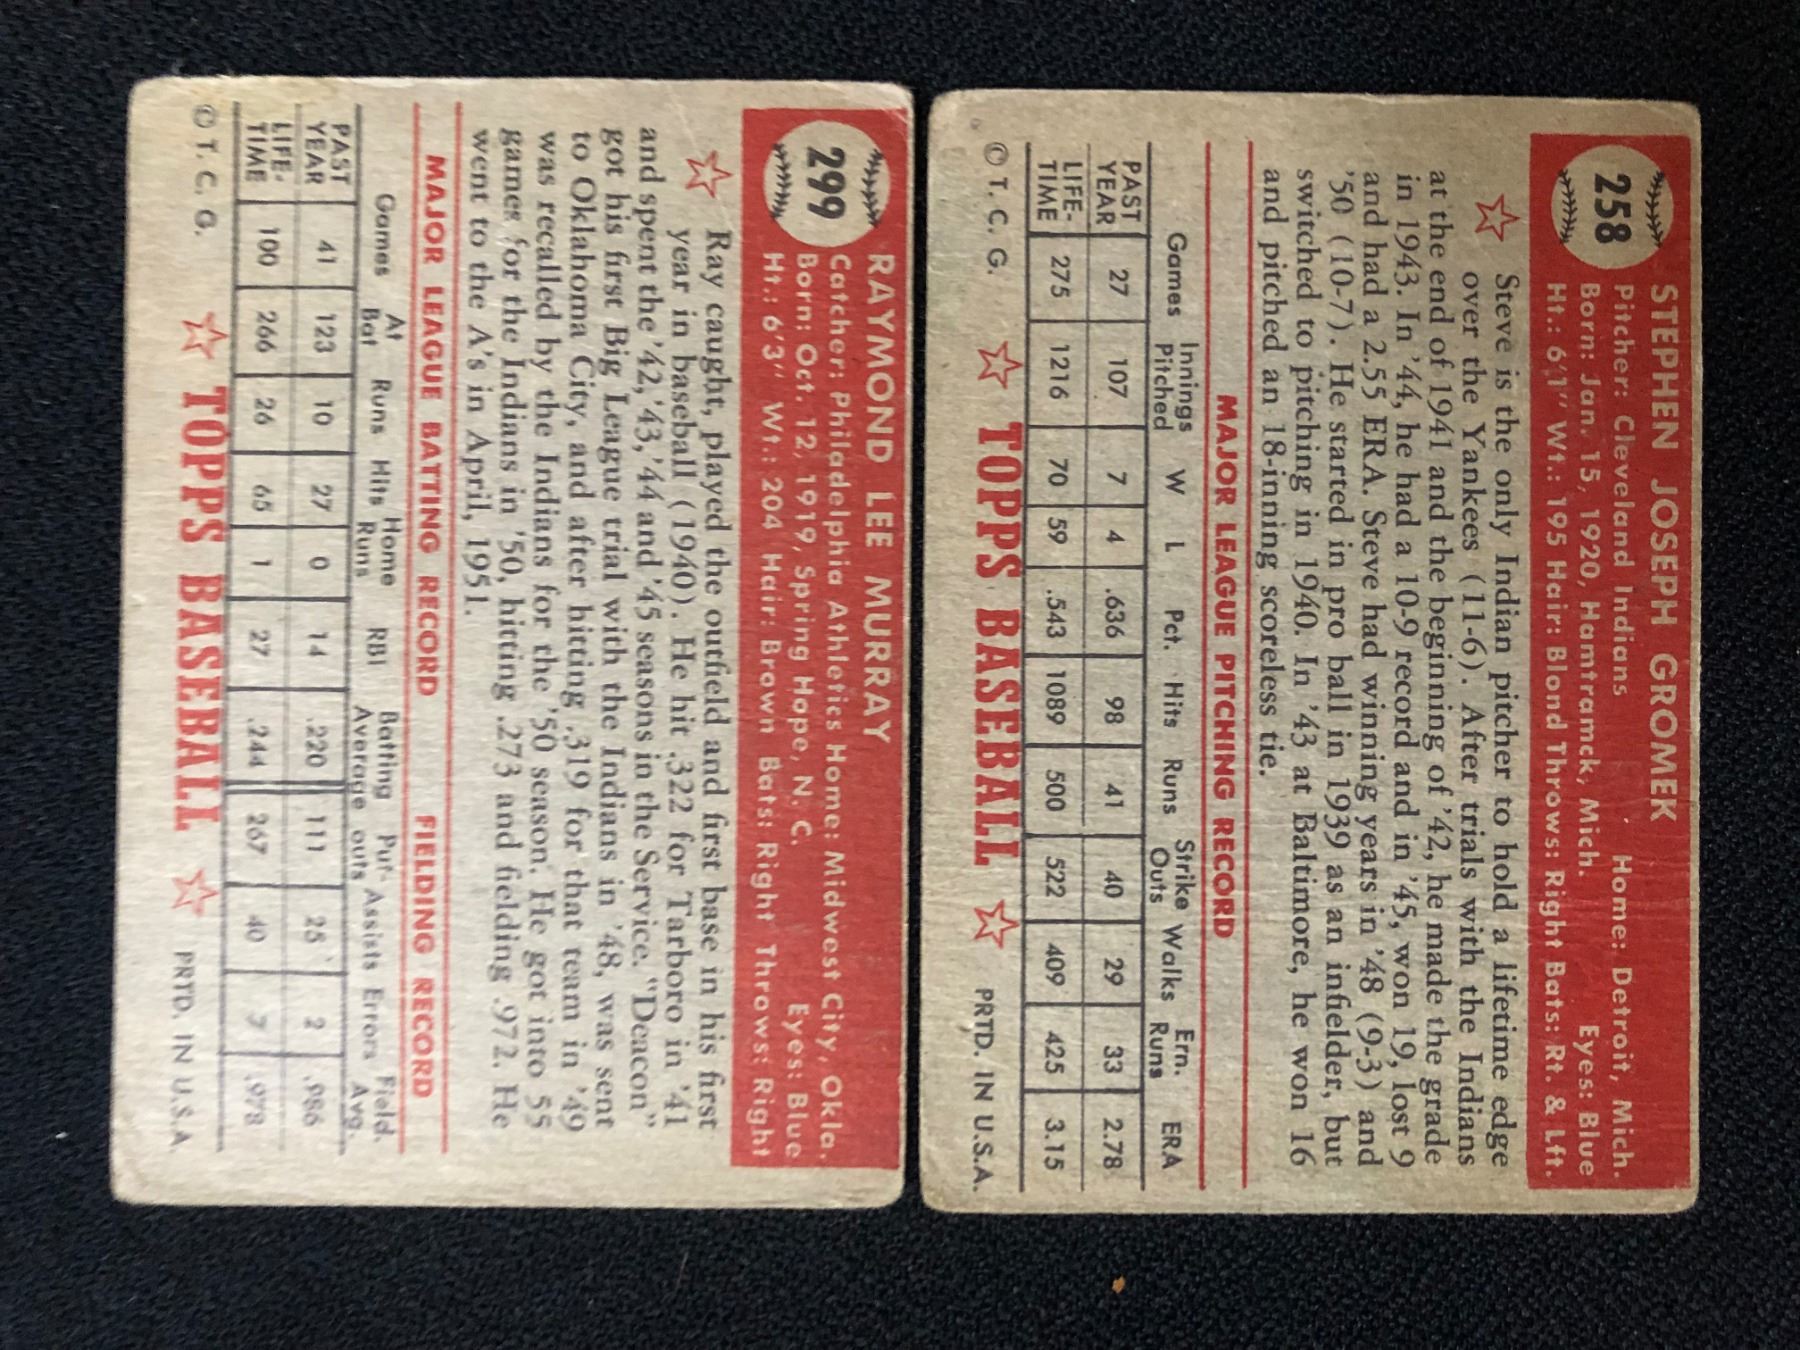 258
STEPHEN JOSEPH GROMEK
Pitcher: Cleveland Indians Home: Detroit, Mich.
Born: Jan. 15, 1920, Hamtramck, Mich. Eyes: Blue
Ht.: 6'1" Wt.: 195 Hair: Blond Throws: Right Bats: Rt. & Lft.
Steve is the only Indian pitcher to hold a lifetime edge
over the Yankees (11-6). After trials with the Indians
at the end of 1941 and the beginning of '42, he made the grade
in 1943. In '44, he had a 10-9 record and in '45, won 19, lost 9
and had a 2.55 ERA. Steve had winning years in '48 (9-3) and
'50 (10-7). He started in pro ball in 1939 as an infielder, but
switched to pitching in 1940. In '43 at Baltimore, he won 16
and pitched an 18-inning scoreless tie.
MAJOR LEAGUE PITCHING RECORD
Games Innings Pitched W L Pct. Hits Runs Strike Outs Walks Ern. Runs ERA
PAST YEAR 27 107 7 4 .636 98 41 40 29 33 2.78
LIFE-TIME 275 1216 70 59 .543 1089 500 522 409 425 3.15
© T. C. G. TOPPS BASEBALL PRTD. IN U.S.A.
299
RAYMOND LEE MURRAY
Catcher: Philadelphia Athletics Home: Midwest City, Okla.
Born: Oct. 12, 1919, Spring Hope, N. C. Eyes: Blue
Ht.: 6'3" Wt.: 204 Hair: Brown Bats: Right Throws: Right
Ray caught, played the outfield and first base in his first
year in baseball (1940). He hit .322 for Tarboro in '41
and spent the '42, '43, '44 and '45 seasons in the Service. "Deacon"
got his first Big League trial with the Indians in '48, was sent
to Oklahoma City, and after hitting .319 for that team in '49
was recalled by the Indians for the '50 season. He got into 55
games for the Indians in '50, hitting .273 and fielding .972. He
went to the A's in April, 1951.
MAJOR LEAGUE BATTING RECORD FIELDING RECORD
Games At Bat Runs Hits Home Runs RBI Batting Average Put-outs Assists Errors Field. Avg.
PAST YEAR 41 123 10 27 0 14 .220 111 25 2 .986
LIFE-TIME 100 266 26 65 1 27 .244 267 40 7 .978
© T. C. G. TOPPS BASEBALL PRTD. IN U.S.A.